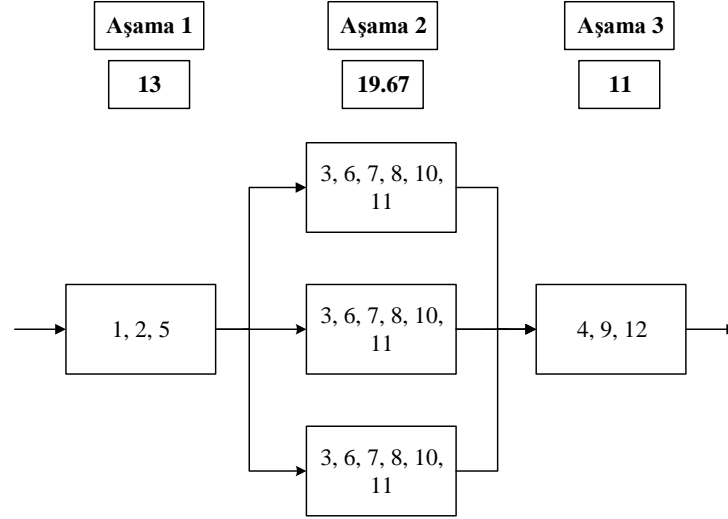 Aşama 1
Aşama 2
Aşama 3
13
19.67
11
3, 6, 7, 8, 10,
11
1, 2, 5
3, 6, 7, 8, 10,
11
4, 9, 12
3, 6, 7, 8, 10,
11